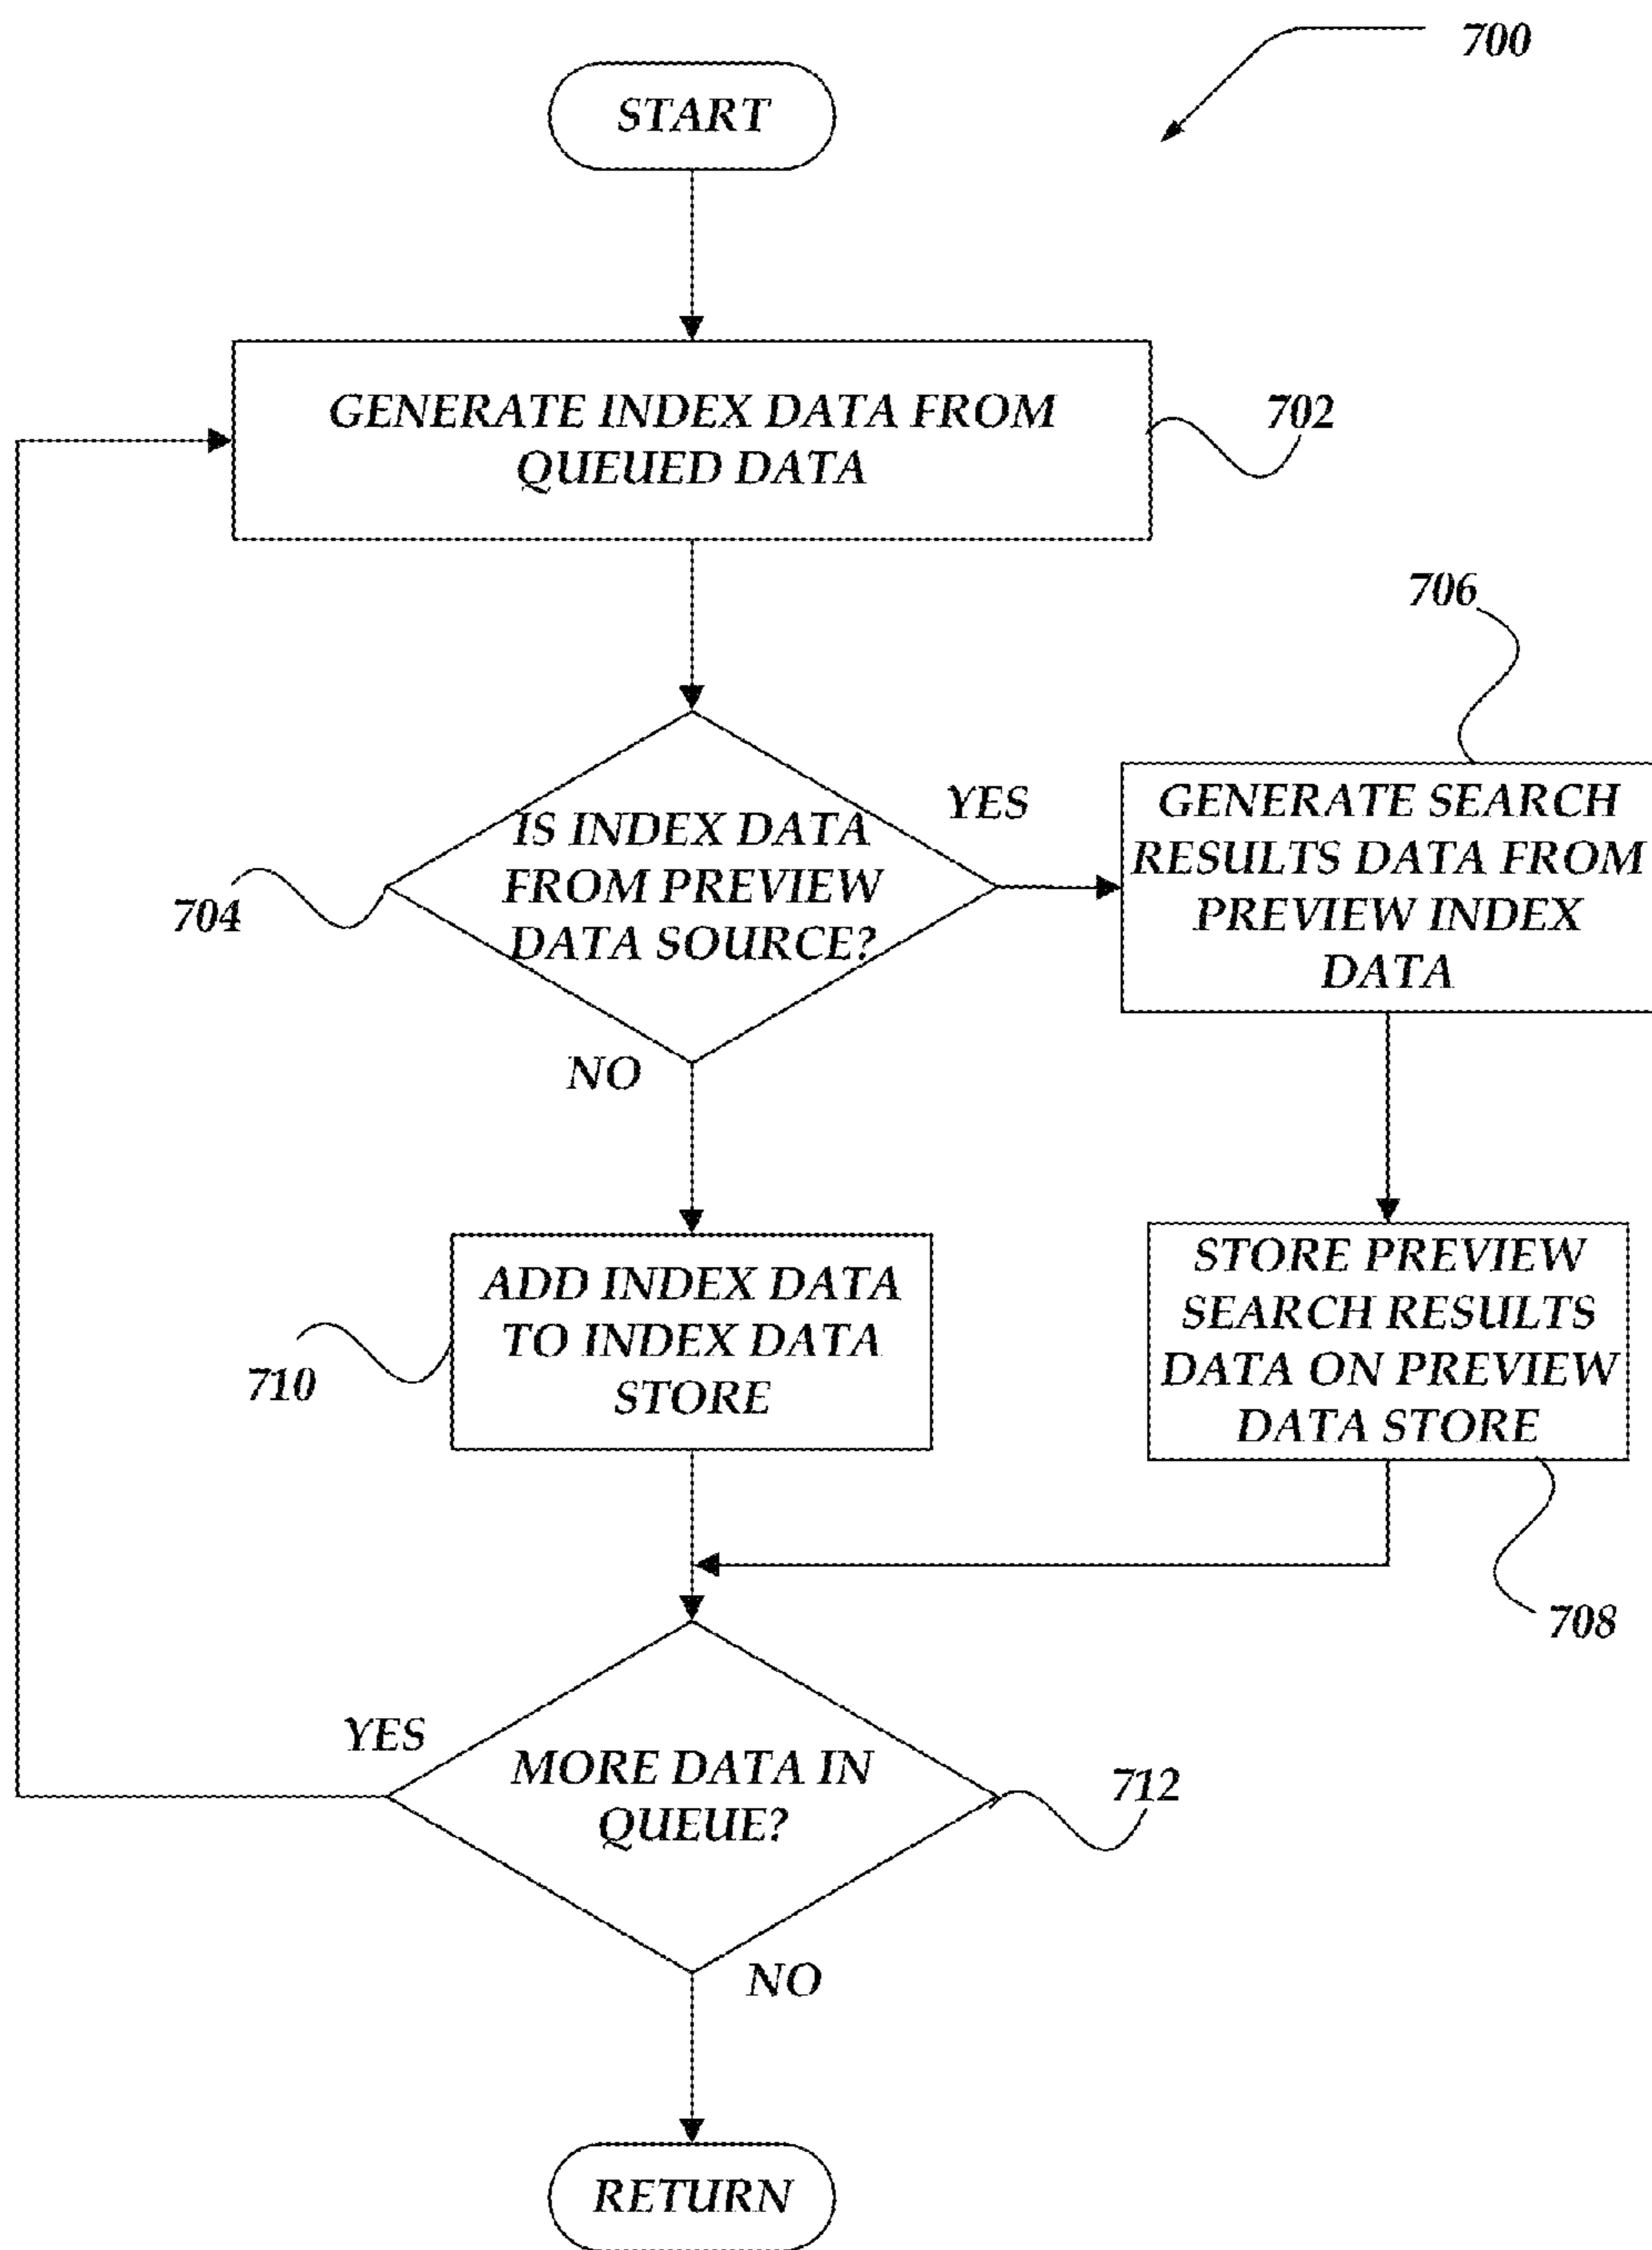 700
START
GENERATE INDEX DATA FROM
QUEUED DATA
702
706
IS INDEX DATA
FROM PREVIEW
DATA SOURCE?
YES
704
NO
GENERATE SEARCH
RESULTS DATA FROM
PREVIEW INDEX
DATA
ADD INDEX DATA
TO INDEX DATA
STORE
710
STORE PREVIEW
SEARCH RESULTS
DATA ON PREVIEW
DATA STORE
708
YES
MORE DATA IN
QUEUE?
712
NO
RETURN